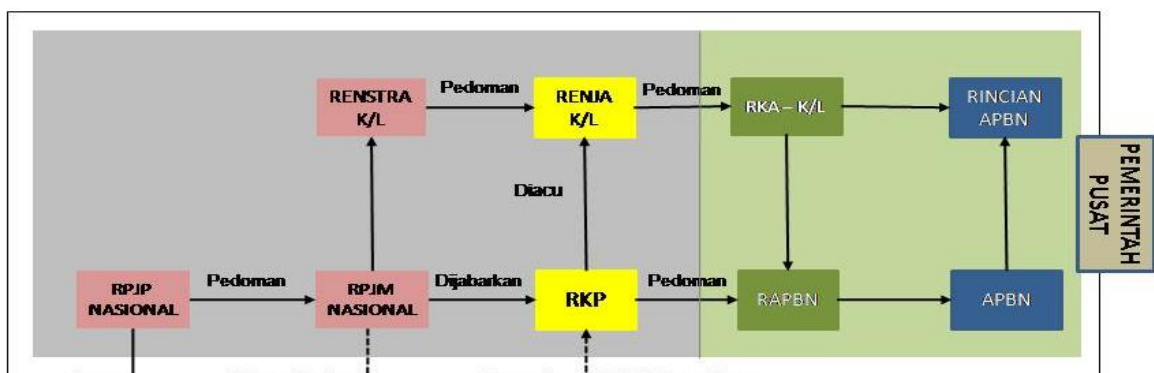 RENSTRA
K/L
Pedoman
RENJA
K/L
Pedoman
RKA – K/L
RINCIAN
APBN
PEMERINTAH
PUSAT
Diacu
RPJP
NASIONAL
Pedoman
RPJM
NASIONAL
Dijabarkan
RKP
Pedoman
RAPBN
APBN